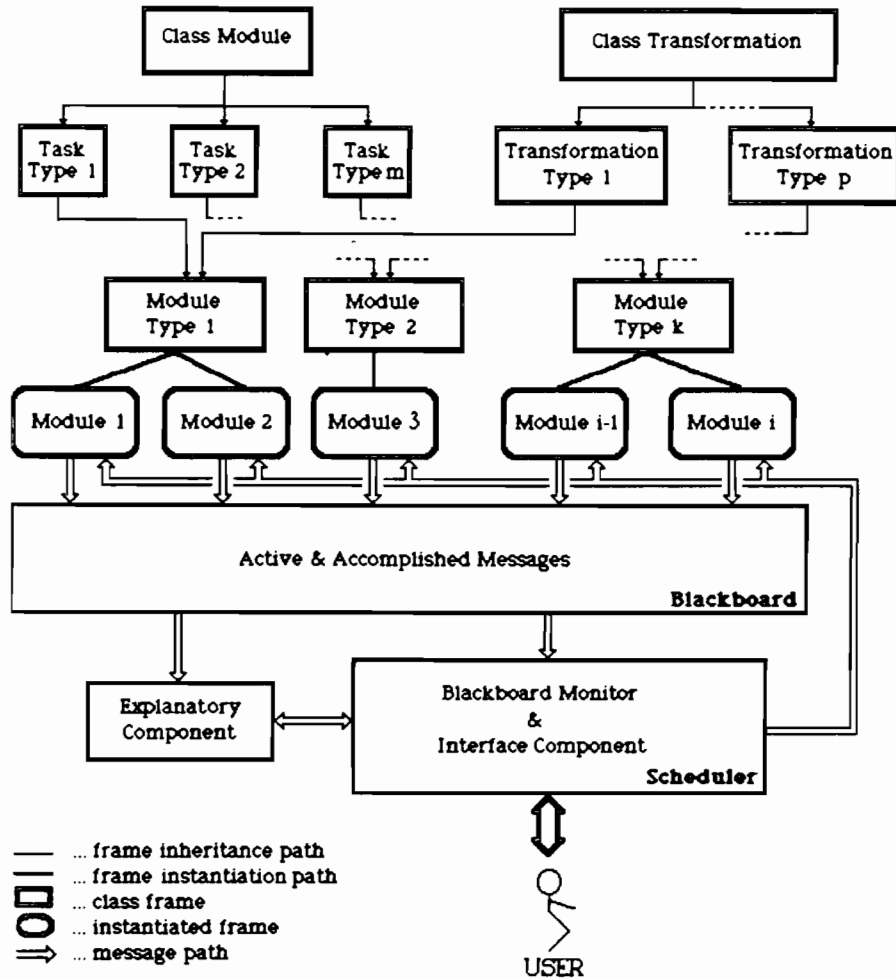 Class Module
Class Transformation
Task
Type 1
Task
Type 2
Task
Type m
Transformation
Type 1
Transformation
Type p
Module
Type 1
Module
Type 2
Module
Type k
Module 1
Module 2
Module 3
Module i-1
Module i
Active & Accomplished Messages
Blackboard
Explanatory
Component
Blackboard Monitor
&
Interface Component
Scheduler
... frame inheritance path
... frame instantiation path
... class frame
... instantiated frame
... message path
USER